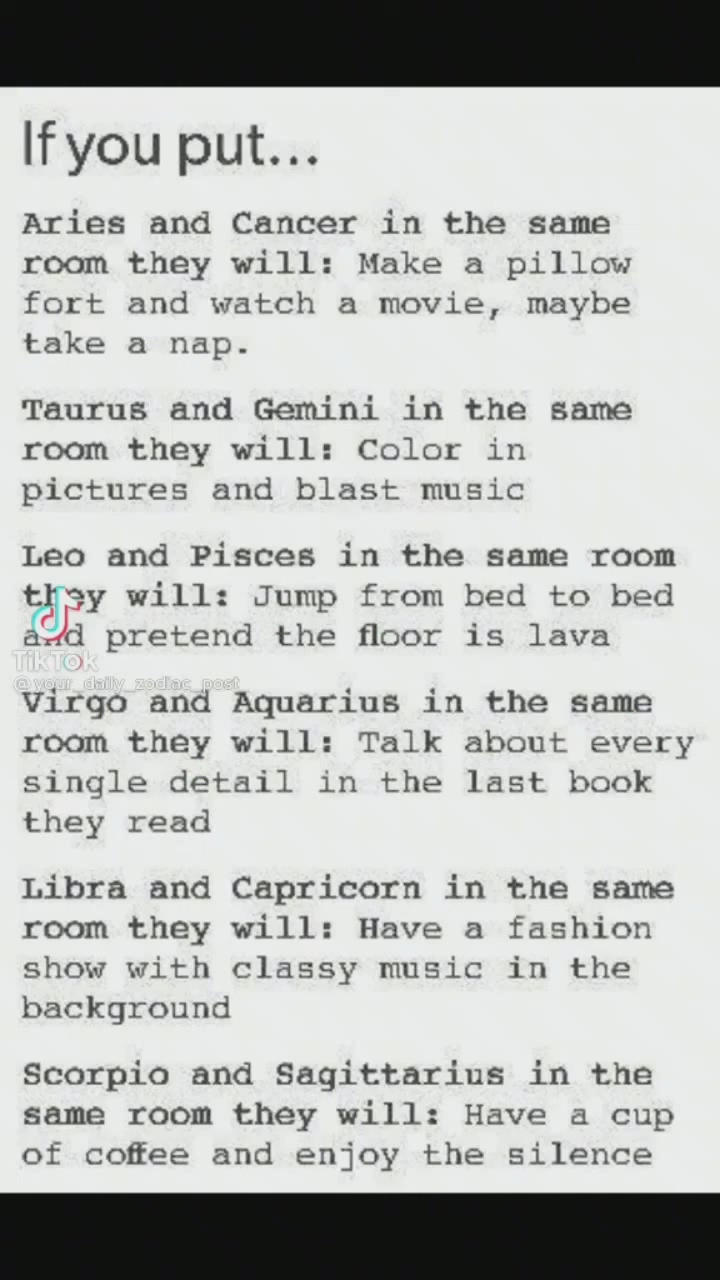 If you put...
Aries and Cancer in the same
room they will: Make a pillow
fort and watch a movie, maybe
take a nap.
Taurus and Gemini in the same
room they will: Color in
pictures and blast music
Leo and Pisces in the same room
they will: Jump from bed to bed
and pretend the floor is lava
TikTok
@your_daily_zodiac_post
Virgo and Aquarius in the same
room they will: Talk about every
single detail in the last book
they read
Libra and Capricorn in the same
room they will: Have a fashion
show with classy music in the
background
Scorpio and Sagittarius in the
same room they will: Have a cup
of coffee and enjoy the silence